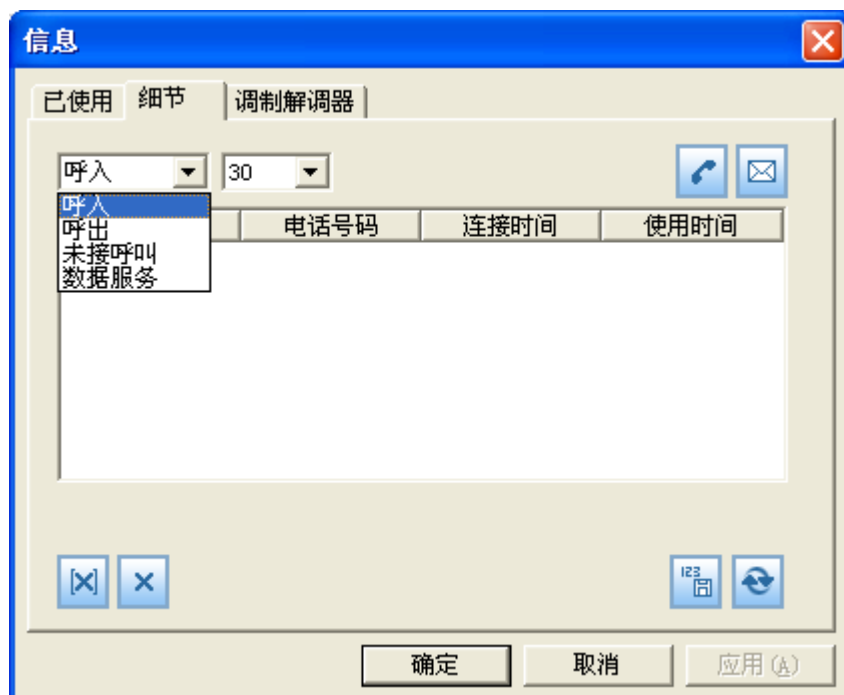 信息
已使用 细节 调制解调器
呼入 30
呼入 电话号码 连接时间 使用时间
呼出
未接呼叫
数据服务
123
确定 取消 应用(A)